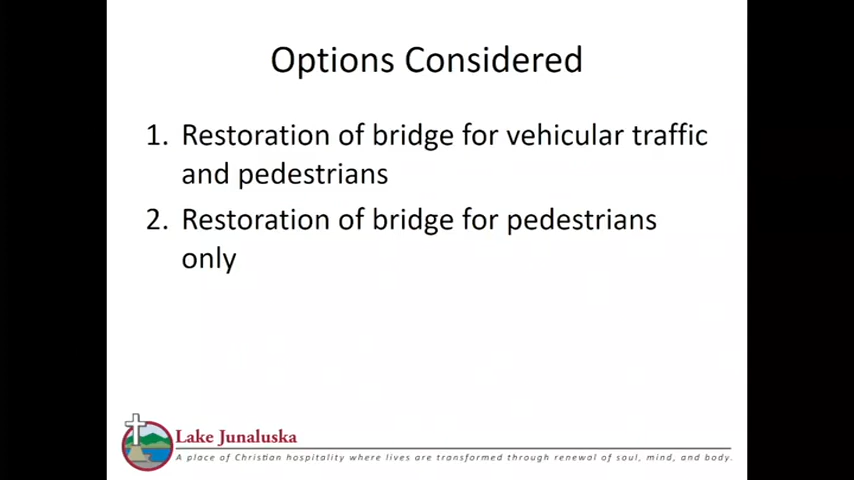 Options Considered
1. Restoration of bridge for vehicular traffic
and pedestrians
2. Restoration of bridge for pedestrians
only
Lake Junaluska
A place of Christian hospitality where lives are transformed through renewal of soul, mind, and body.